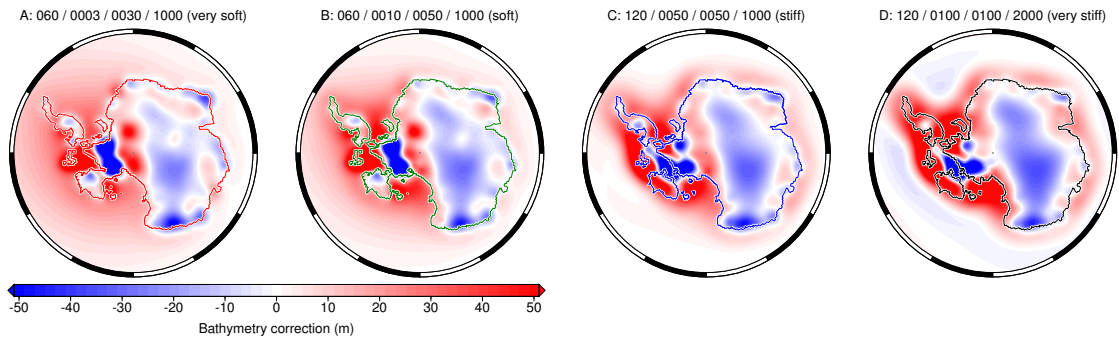 A: 060 / 0003 / 0030 / 1000 (very soft)
B: 060 / 0010 / 0050 / 1000 (soft)
C: 120 / 0050 / 0050 / 1000 (stiff)
D: 120 / 0100 / 0100 / 2000 (very stiff)
-50 -40 -30 -20 -10 0 10 20 30 40 50
Bathymetry correction (m)